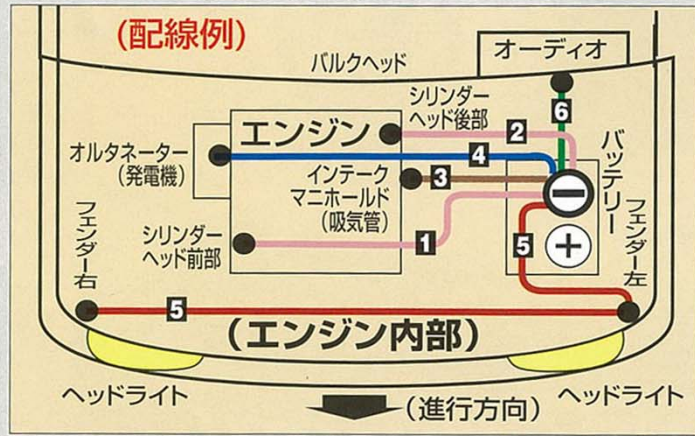 (配線例)
バルクヘッド
オーディオ
シリンダー
ヘッド後部
エンジン
2
6
バッテリー
オルタネーター
(発電機)
4
インテーク
マニホールド
(吸気管)
3
フェンダー右
シリンダー
ヘッド前部
1
5
フェンダー左
5
(エンジン内部)
ヘッドライト
(進行方向)
ヘッドライト